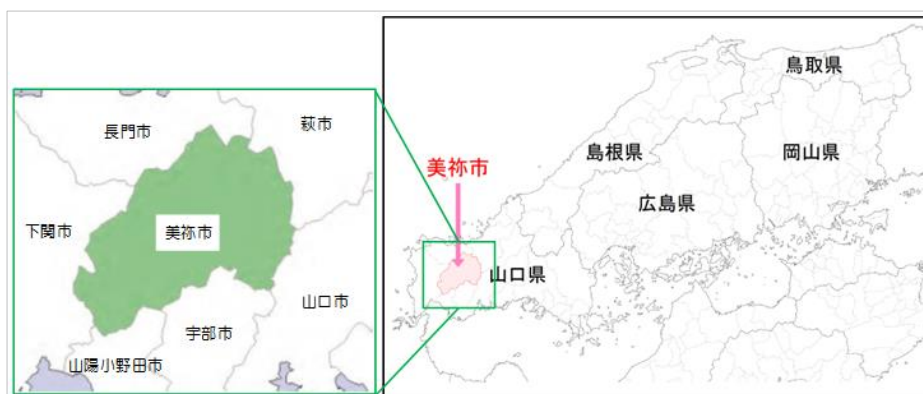 長門市
萩市
下関市
美祢市
山口市
宇部市
山陽小野田市
鳥取県
島根県
岡山県
美祢市
広島県
山口県